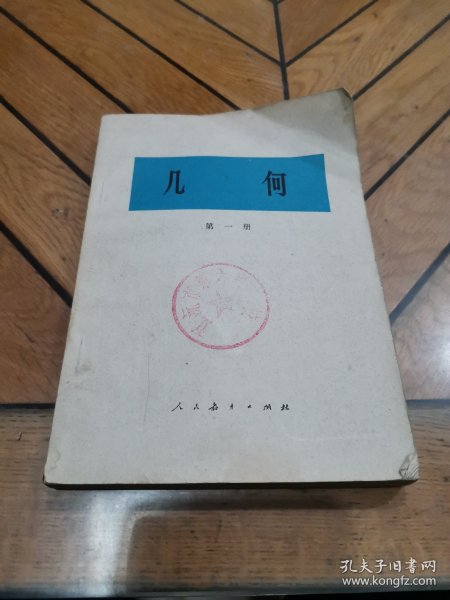 几 何
第一册
人民教育出版社
孔夫子旧书网
www.kongfz.com